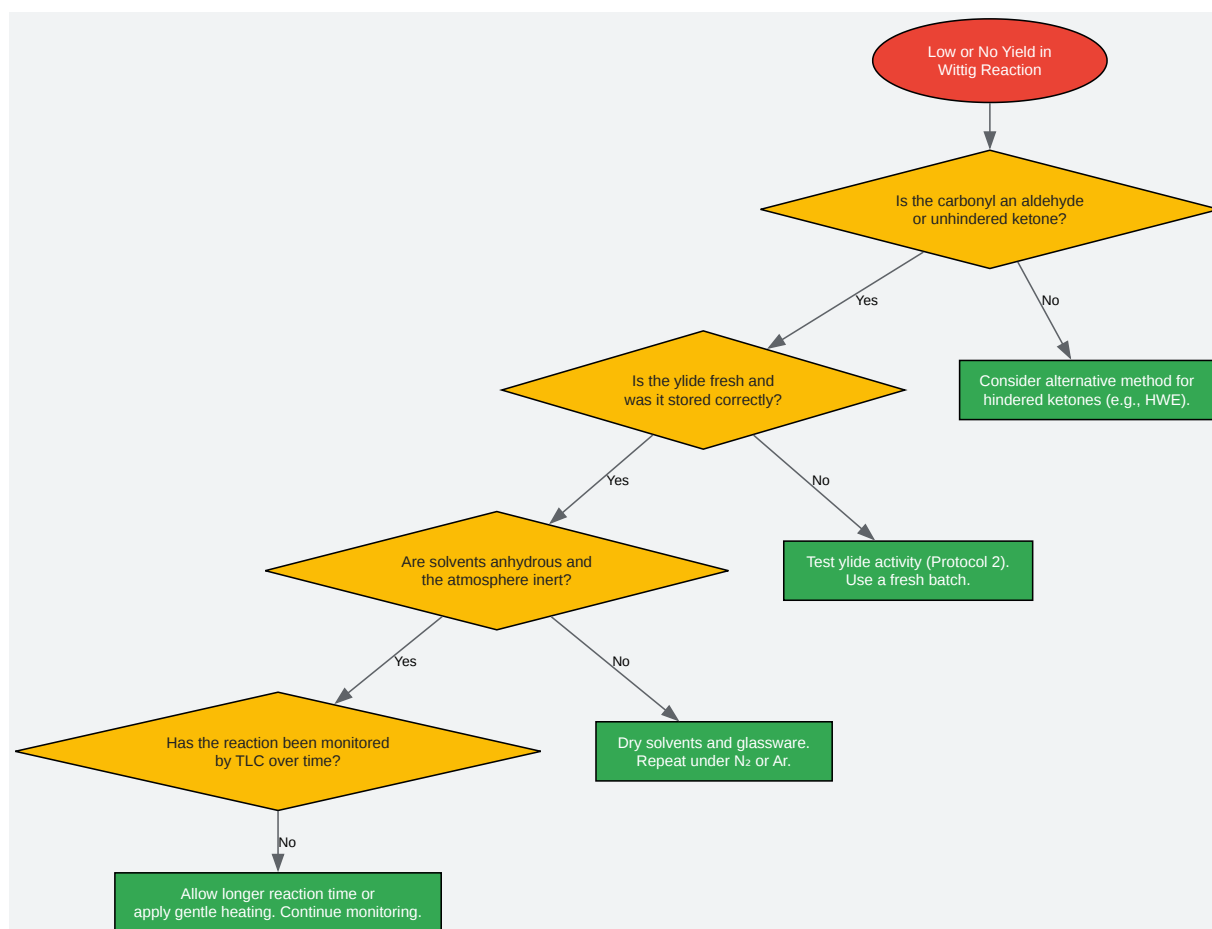 Low or No Yield in
Wittig Reaction
Is the carbonyl an aldehyde
or unhindered ketone?
Yes
No
Is the ylide fresh and
was it stored correctly?
Consider alternative method for
hindered ketones (e.g., HWE).
Yes
No
Are solvents anhydrous and
the atmosphere inert?
Test ylide activity (Protocol 2).
Use a fresh batch.
Yes
No
Has the reaction been monitored
by TLC over time?
Dry solvents and glassware.
Repeat under N₂ or Ar.
No
Allow longer reaction time or
apply gentle heating. Continue monitoring.